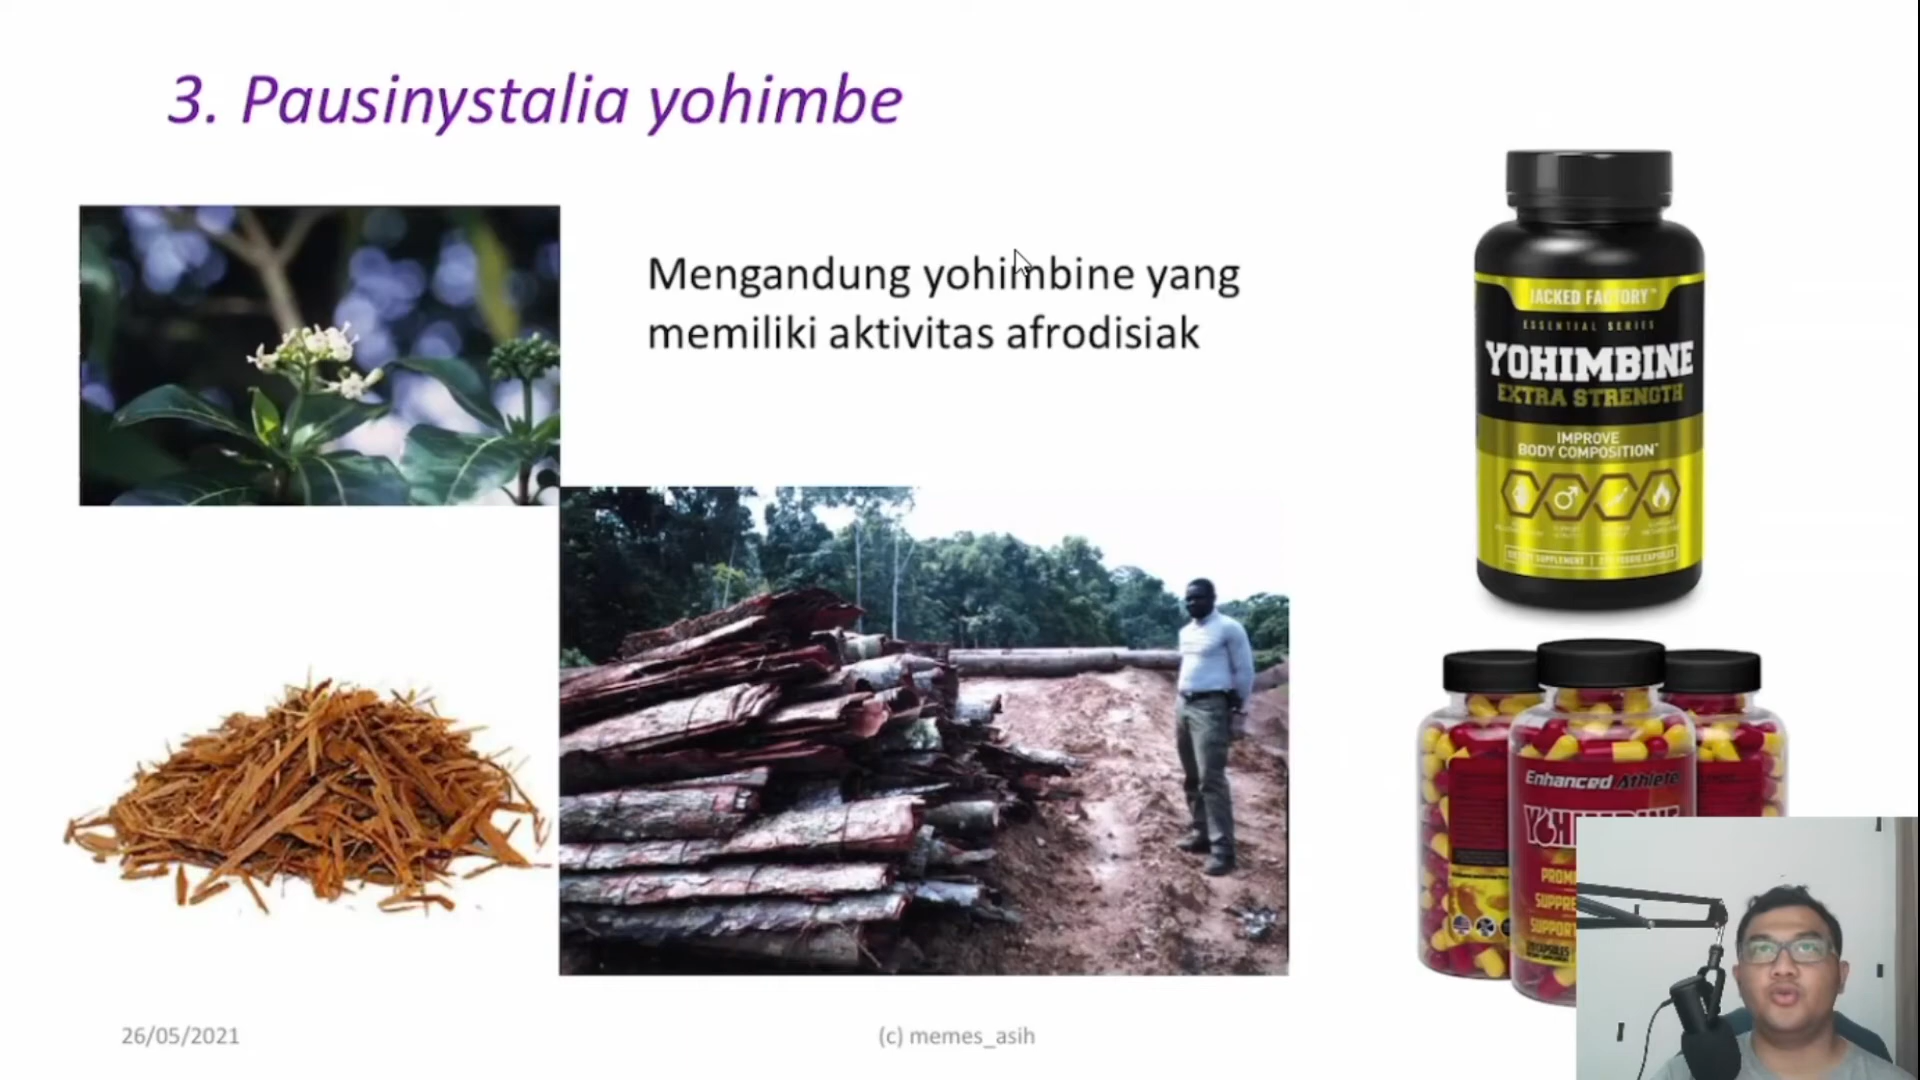 3. Pausinystalia yohimbe
Mengandung yohimbine yang
memiliki aktivitas afrodisiak
JACKED FACTORY™
ESSENTIAL SERIES
YOHIMBINE
EXTRA STRENGTH
IMPROVE
BODY COMPOSITION*
Enhanced Athlete
26/05/2021
(c) memes_asih